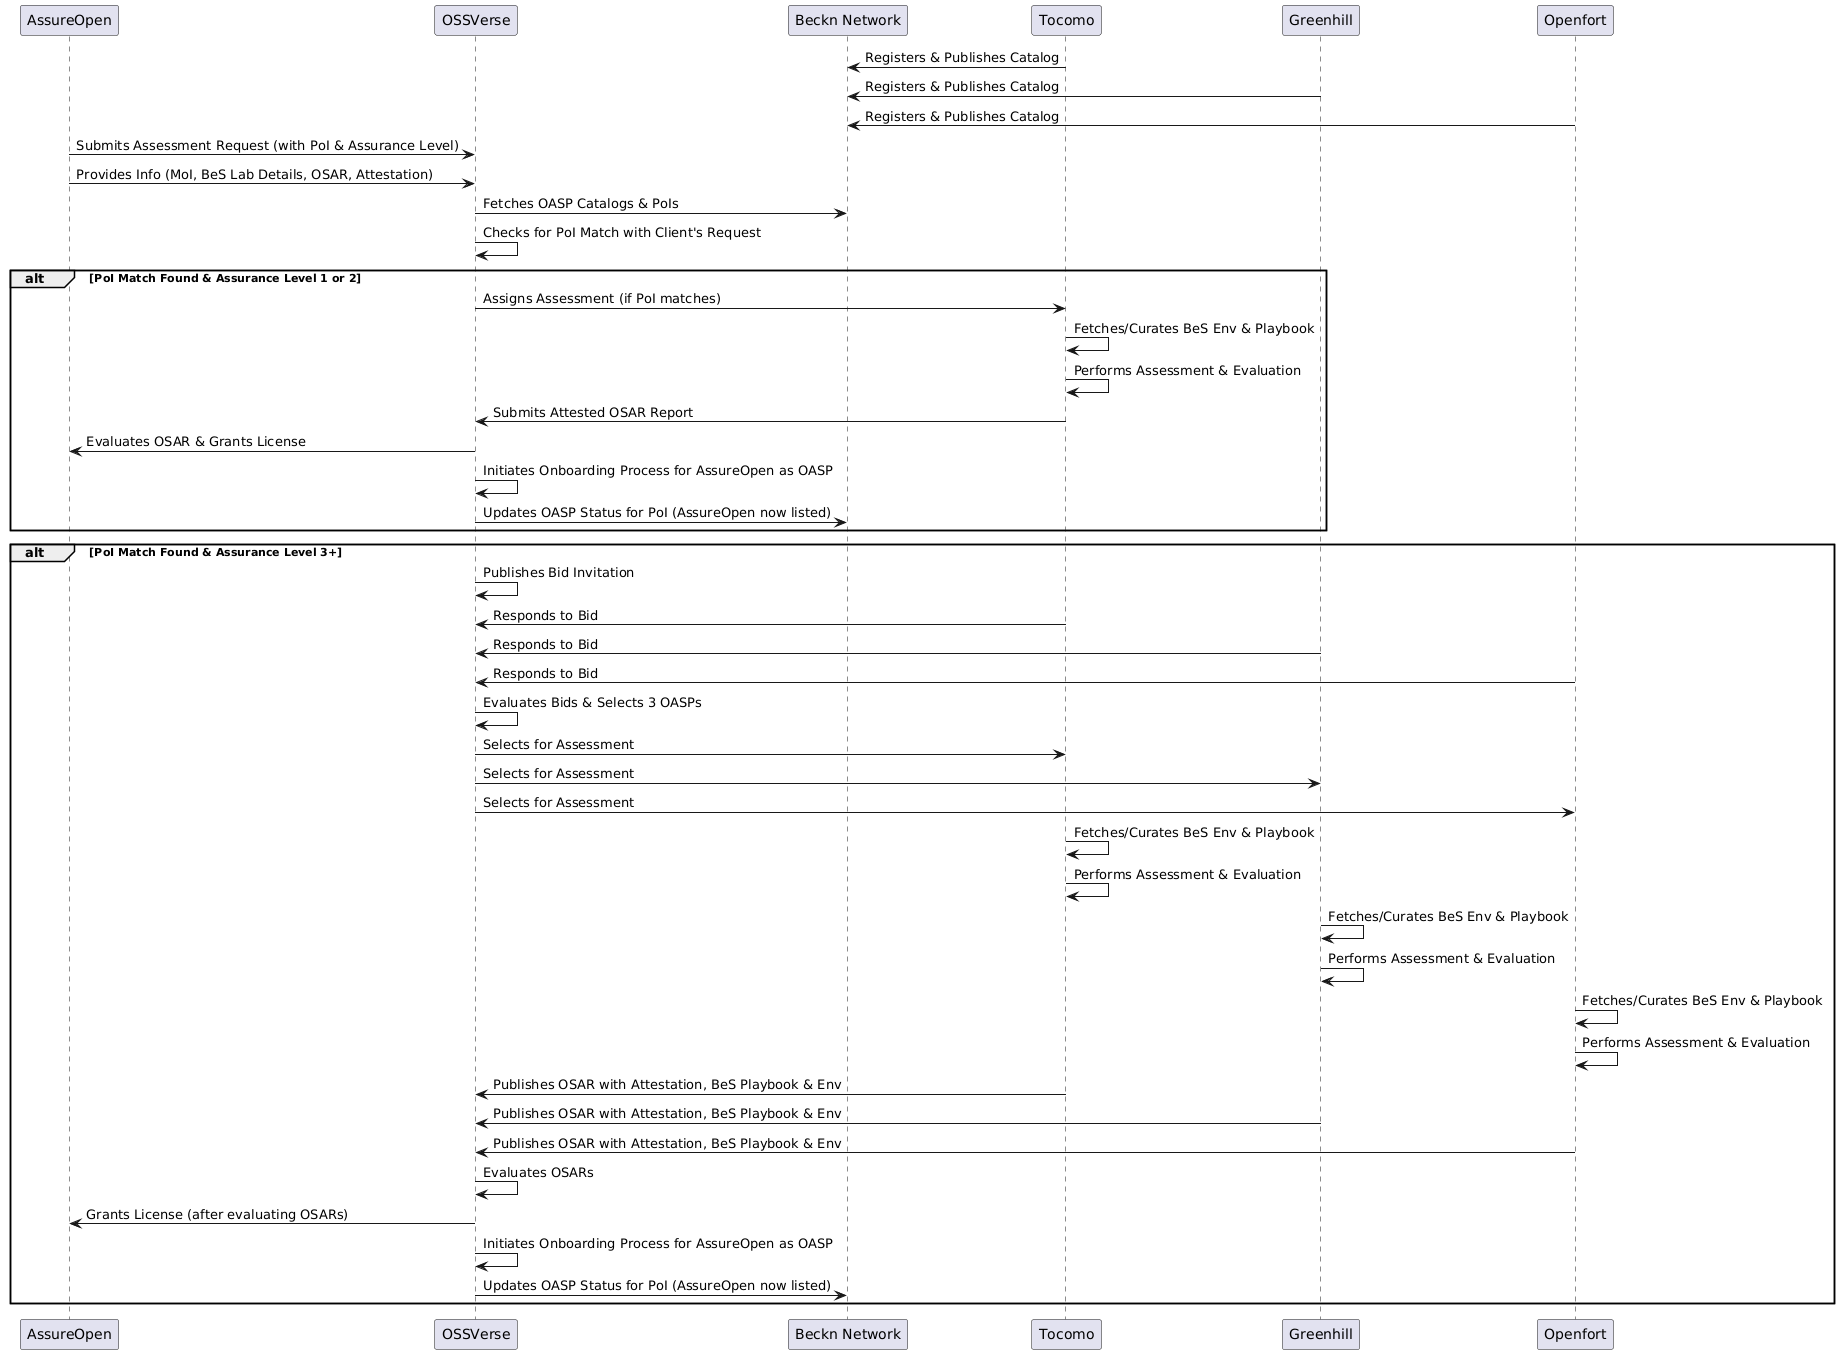 AssureOpen
OSSVerse
Beckn Network
Tocomo
Greenhill
Openfort
Registers & Publishes Catalog
Registers & Publishes Catalog
Registers & Publishes Catalog
Submits Assessment Request (with PoI & Assurance Level)
Provides Info (MoI, BeS Lab Details, OSAR, Attestation)
Fetches OASP Catalogs & PoIs
Checks for PoI Match with Client's Request
alt [PoI Match Found & Assurance Level 1 or 2]
Assigns Assessment (if PoI matches)
Fetches/Curates BeS Env & Playbook
Performs Assessment & Evaluation
Submits Attested OSAR Report
Evaluates OSAR & Grants License
Initiates Onboarding Process for AssureOpen as OASP
Updates OASP Status for PoI (AssureOpen now listed)
alt [PoI Match Found & Assurance Level 3+]
Publishes Bid Invitation
Responds to Bid
Responds to Bid
Responds to Bid
Evaluates Bids & Selects 3 OASPs
Selects for Assessment
Selects for Assessment
Selects for Assessment
Fetches/Curates BeS Env & Playbook
Performs Assessment & Evaluation
Fetches/Curates BeS Env & Playbook
Performs Assessment & Evaluation
Fetches/Curates BeS Env & Playbook
Performs Assessment & Evaluation
Publishes OSAR with Attestation, BeS Playbook & Env
Publishes OSAR with Attestation, BeS Playbook & Env
Publishes OSAR with Attestation, BeS Playbook & Env
Evaluates OSARs
Grants License (after evaluating OSARs)
Initiates Onboarding Process for AssureOpen as OASP
Updates OASP Status for PoI (AssureOpen now listed)
AssureOpen
OSSVerse
Beckn Network
Tocomo
Greenhill
Openfort